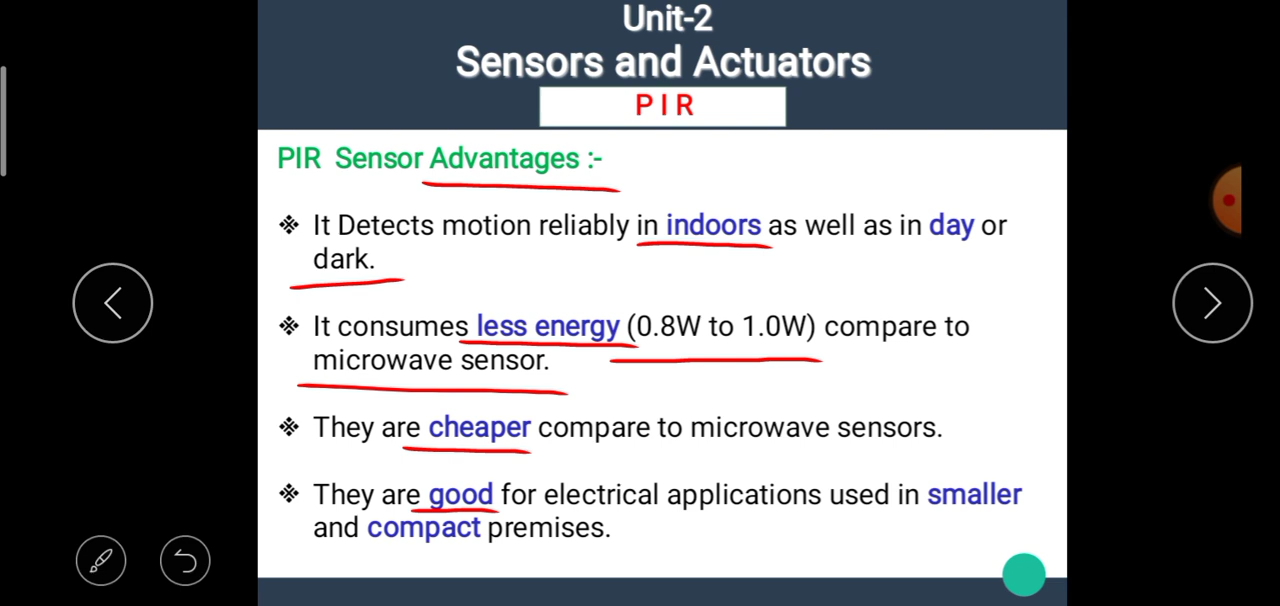 Unit-2
Sensors and Actuators
P I R
PIR Sensor Advantages :-
❖ It Detects motion reliably in indoors as well as in day or
dark.
❖ It consumes less energy (0.8W to 1.0W) compare to
microwave sensor.
❖ They are cheaper compare to microwave sensors.
❖ They are good for electrical applications used in smaller
and compact premises.